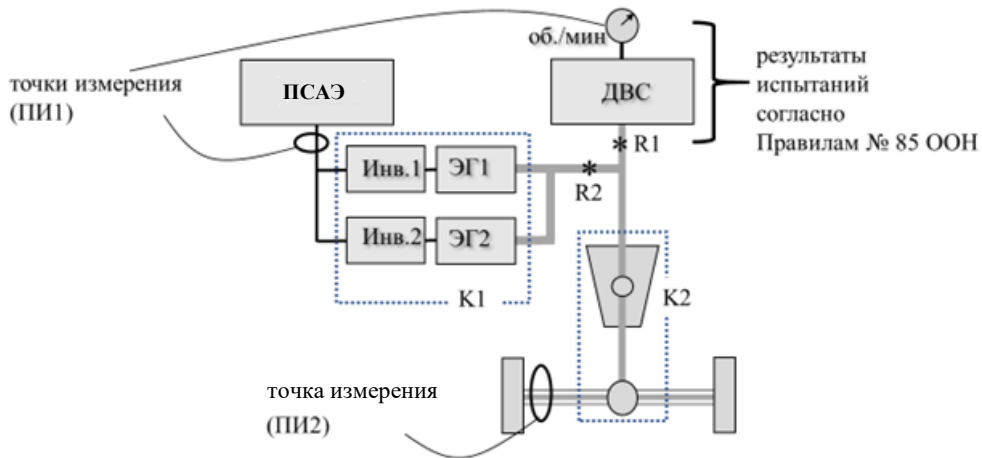 об./мин
точки измерения
(ПИ1)
ПСАЭ
ДВС
результаты
испытаний
согласно
Правилам № 85 ООН
* R1
* R2
Инв.1
ЭГ1
Инв.2
ЭГ2
K1
K2
точка измерения
(ПИ2)